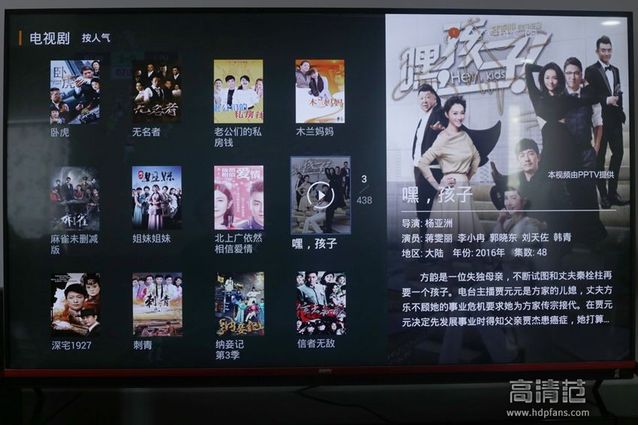 电视剧 按人气
卧虎
无名者
老公们的私
房钱
木兰妈妈
麻雀未删减
版
姐妹姐妹
北上广依然
相信爱情
嘿，孩子
3
438
深宅1927
刺青
纳妾记
第3季
信者无敌
嘿,孩子!
Hey, kids
本视频由PPTV提供
嘿，孩子
导演: 杨亚洲
演员: 蒋雯丽 李小冉 郭晓东 刘天佐 韩青
地区: 大陆 年份: 2016年 集数: 48
方韵是一位失独母亲，不断试图和丈夫秦栓柱再
要一个孩子。电台主播贾元元是方家的儿媳，丈夫方
乐不顾她的事业危机要求她为方家传宗接代。在贾元
元决定先发展事业时得知父亲贾杰患癌症，她打算...
高清范
www.hdpfans.com